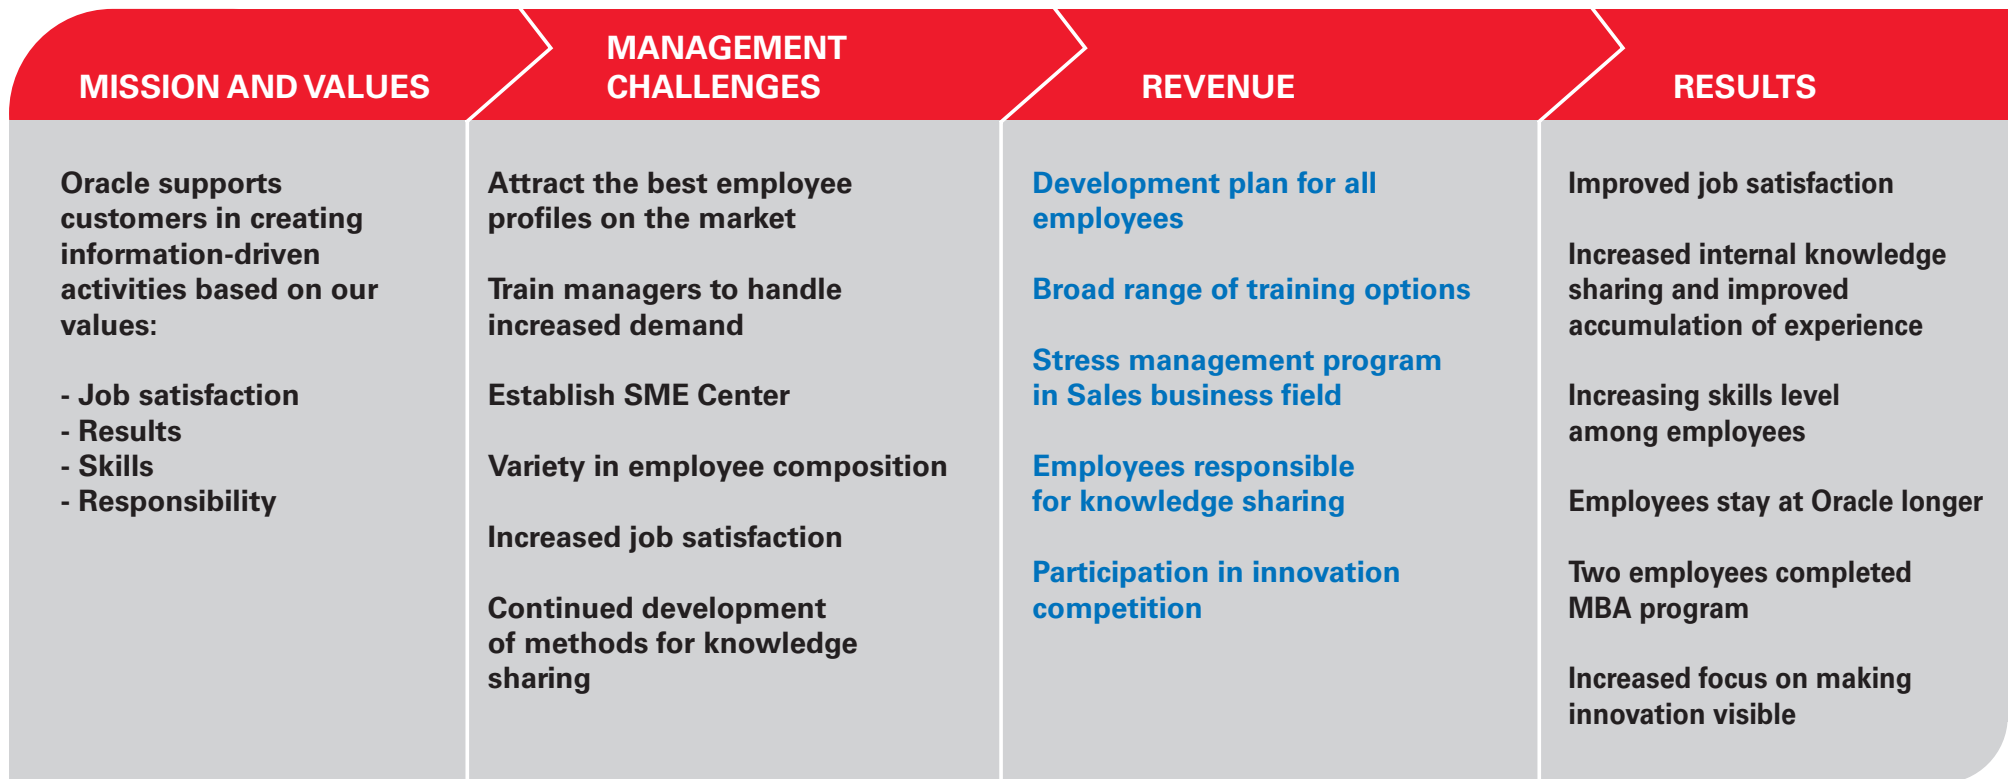 MISSION AND VALUES
MANAGEMENT
CHALLENGES
REVENUE
RESULTS
Oracle supports
customers in creating
information-driven
activities based on our
values:
- Job satisfaction
- Results
- Skills
- Responsibility
Attract the best employee
profiles on the market
Train managers to handle
increased demand
Establish SME Center
Variety in employee composition
Increased job satisfaction
Continued development
of methods for knowledge
sharing
Development plan for all
employees
Broad range of training options
Stress management program
in Sales business field
Employees responsible
for knowledge sharing
Participation in innovation
competition
Improved job satisfaction
Increased internal knowledge
sharing and improved
accumulation of experience
Increasing skills level
among employees
Employees stay at Oracle longer
Two employees completed
MBA program
Increased focus on making
innovation visible